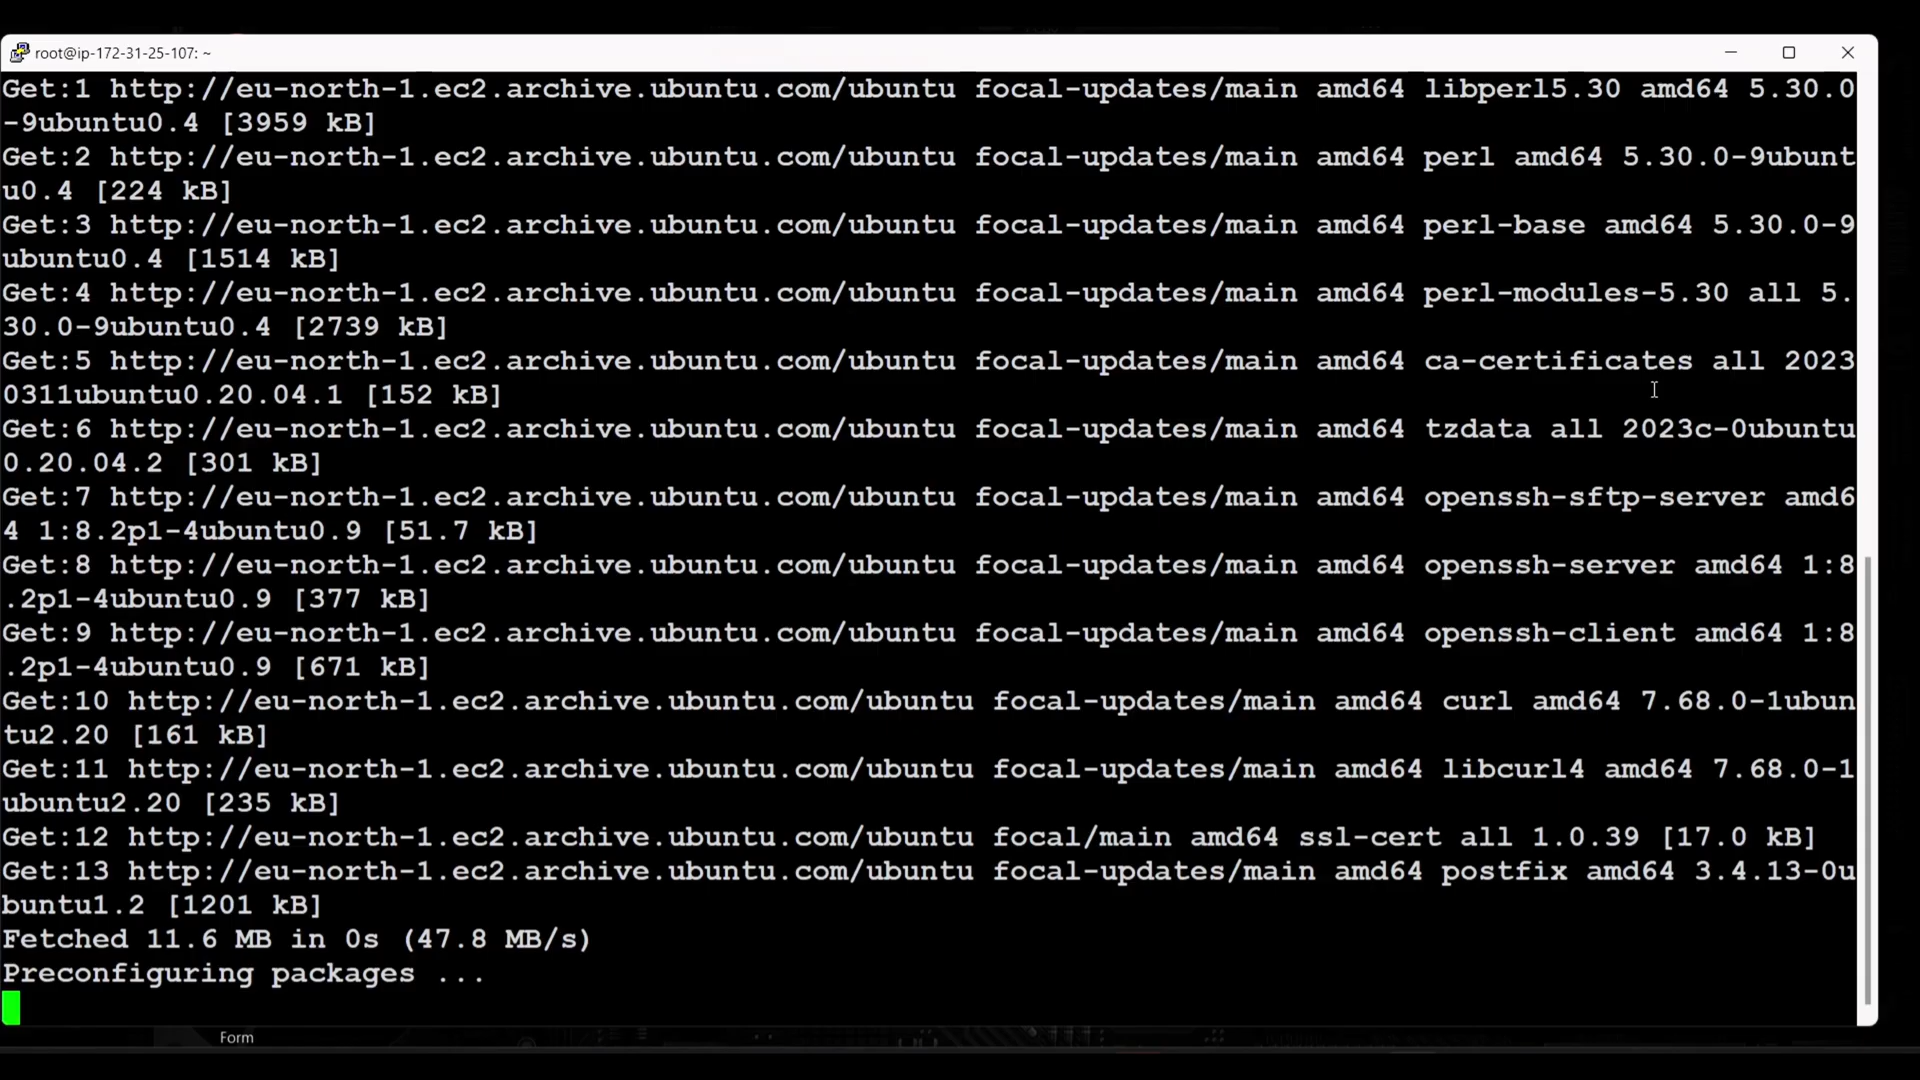 root@ip-172-31-25-107: ~
Get:1 http://eu-north-1.ec2.archive.ubuntu.com/ubuntu focal-updates/main amd64 libperl5.30 amd64 5.30.0
-9ubuntu0.4 [3959 kB]
Get:2 http://eu-north-1.ec2.archive.ubuntu.com/ubuntu focal-updates/main amd64 perl amd64 5.30.0-9ubunt
u0.4 [224 kB]
Get:3 http://eu-north-1.ec2.archive.ubuntu.com/ubuntu focal-updates/main amd64 perl-base amd64 5.30.0-9
ubuntu0.4 [1514 kB]
Get:4 http://eu-north-1.ec2.archive.ubuntu.com/ubuntu focal-updates/main amd64 perl-modules-5.30 all 5.
30.0-9ubuntu0.4 [2739 kB]
Get:5 http://eu-north-1.ec2.archive.ubuntu.com/ubuntu focal-updates/main amd64 ca-certificates all 2023
0311ubuntu0.20.04.1 [152 kB]
Get:6 http://eu-north-1.ec2.archive.ubuntu.com/ubuntu focal-updates/main amd64 tzdata all 2023c-0ubuntu
0.20.04.2 [301 kB]
Get:7 http://eu-north-1.ec2.archive.ubuntu.com/ubuntu focal-updates/main amd64 openssh-sftp-server amd6
4 1:8.2p1-4ubuntu0.9 [51.7 kB]
Get:8 http://eu-north-1.ec2.archive.ubuntu.com/ubuntu focal-updates/main amd64 openssh-server amd64 1:8
.2p1-4ubuntu0.9 [377 kB]
Get:9 http://eu-north-1.ec2.archive.ubuntu.com/ubuntu focal-updates/main amd64 openssh-client amd64 1:8
.2p1-4ubuntu0.9 [671 kB]
Get:10 http://eu-north-1.ec2.archive.ubuntu.com/ubuntu focal-updates/main amd64 curl amd64 7.68.0-1ubun
tu2.20 [161 kB]
Get:11 http://eu-north-1.ec2.archive.ubuntu.com/ubuntu focal-updates/main amd64 libcurl4 amd64 7.68.0-1
ubuntu2.20 [235 kB]
Get:12 http://eu-north-1.ec2.archive.ubuntu.com/ubuntu focal/main amd64 ssl-cert all 1.0.39 [17.0 kB]
Get:13 http://eu-north-1.ec2.archive.ubuntu.com/ubuntu focal-updates/main amd64 postfix amd64 3.4.13-0u
buntu1.2 [1201 kB]
Fetched 11.6 MB in 0s (47.8 MB/s)
Preconfiguring packages ...
Form